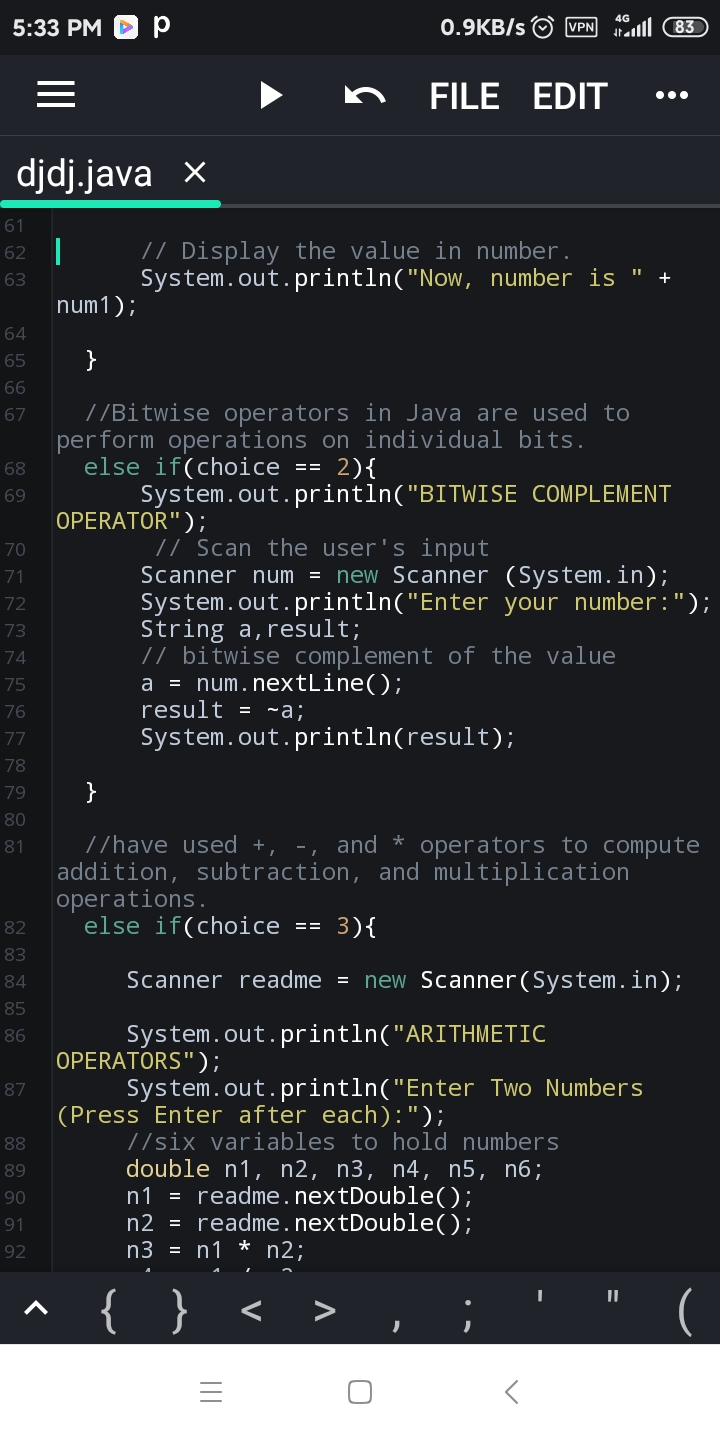 5:33 PM p 0.9KB/s VPN 4G 83
FILE EDIT
djdj.java
61
62 // Display the value in number.
63 System.out.println("Now, number is " +
num1);
64
65 }
66
67 //Bitwise operators in Java are used to
perform operations on individual bits.
68 else if(choice == 2){
69 System.out.println("BITWISE COMPLEMENT
OPERATOR");
70 // Scan the user's input
71 Scanner num = new Scanner (System.in);
72 System.out.println("Enter your number:");
73 String a,result;
74 // bitwise complement of the value
75 a = num.nextLine();
76 result = ~a;
77 System.out.println(result);
78
79 }
80
81 //have used +, -, and * operators to compute
addition, subtraction, and multiplication
operations.
82 else if(choice == 3){
83
84 Scanner readme = new Scanner(System.in);
85
86 System.out.println("ARITHMETIC
OPERATORS");
87 System.out.println("Enter Two Numbers
(Press Enter after each):");
88 //six variables to hold numbers
89 double n1, n2, n3, n4, n5, n6;
90 n1 = readme.nextDouble();
91 n2 = readme.nextDouble();
92 n3 = n1 * n2;
{ } < > , ; ' " (